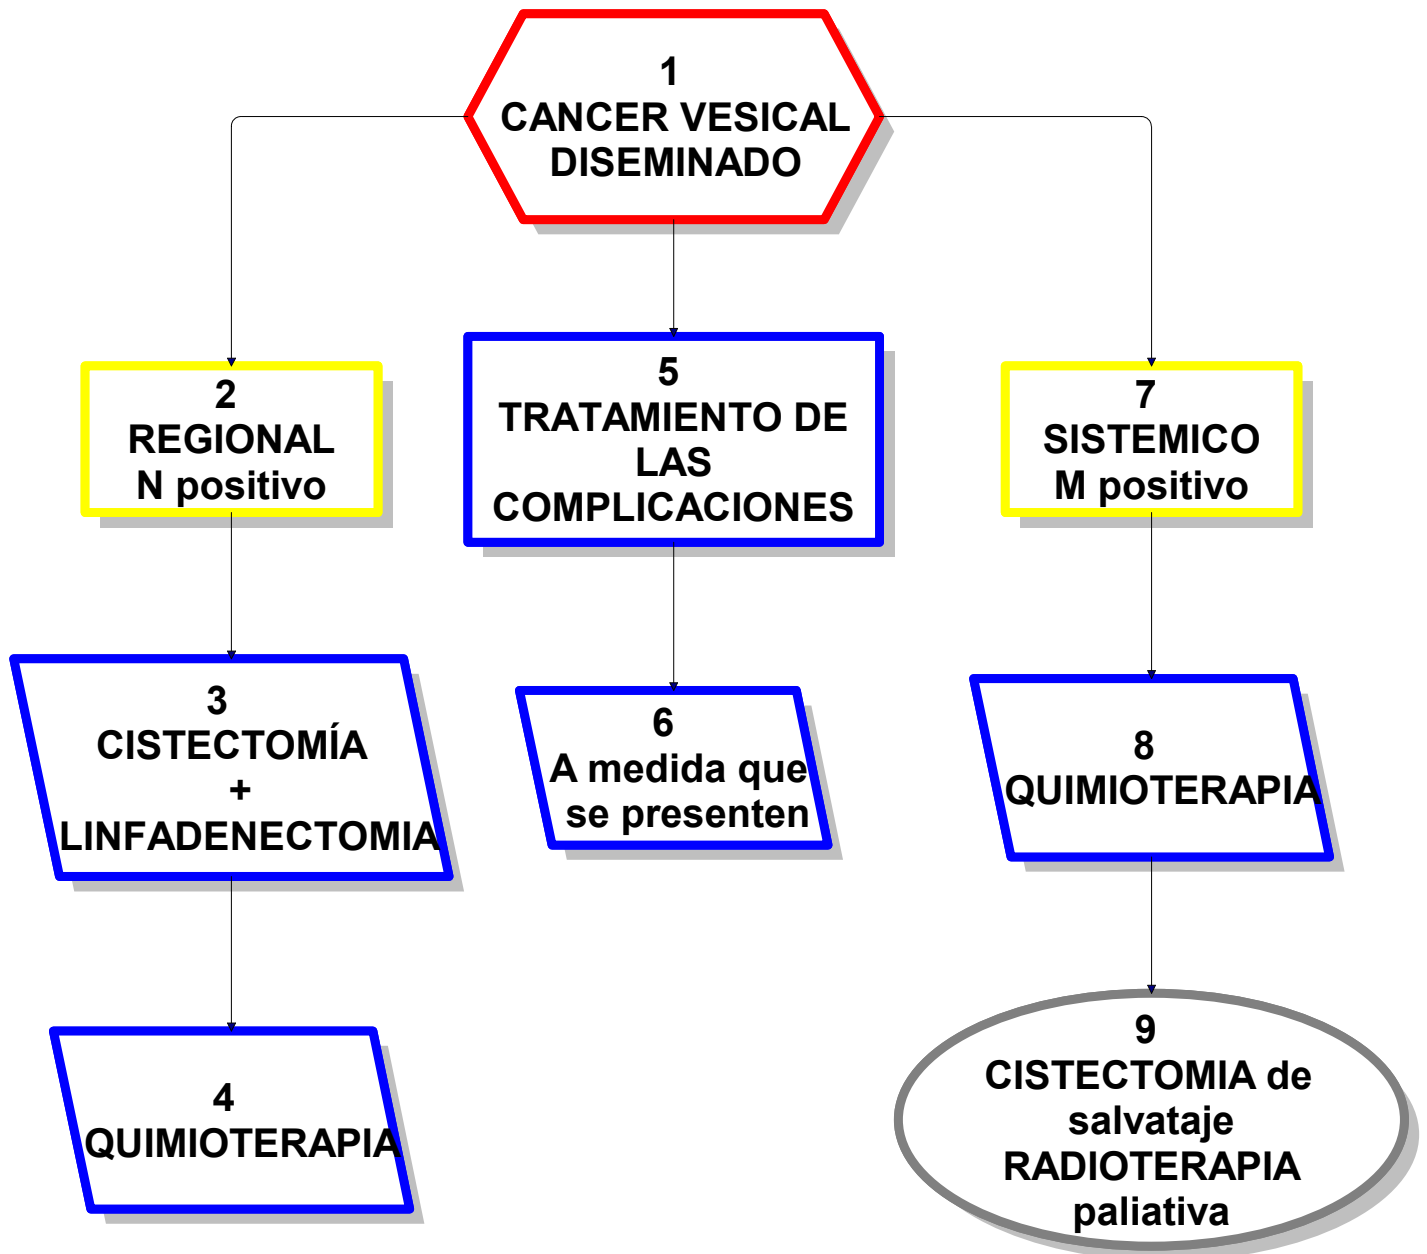 1
CANCER VESICAL
DISEMINADO
2
REGIONAL
N positivo
3
CISTECTOMÍA
+
LINFADENECTOMIA
4
QUIMIOTERAPIA
5
TRATAMIENTO DE
LAS
COMPLICACIONES
6
A medida que
se presenten
7
SISTEMICO
M positivo
8
QUIMIOTERAPIA
9
CISTECTOMIA de
salvataje
RADIOTERAPIA
paliativa